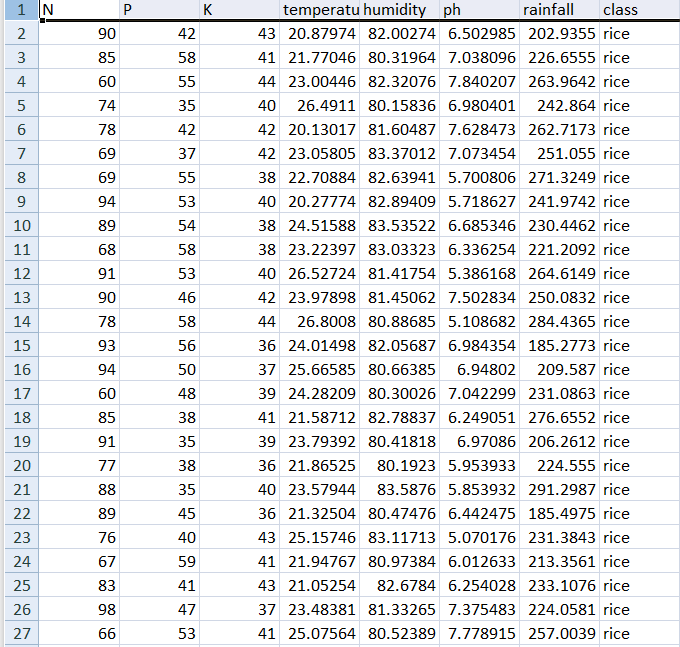 1 N P K temperatu humidity ph rainfall class
2 90 42 43 20.87974 82.00274 6.502985 202.9355 rice
3 85 58 41 21.77046 80.31964 7.038096 226.6555 rice
4 60 55 44 23.00446 82.32076 7.840207 263.9642 rice
5 74 35 40 26.4911 80.15836 6.980401 242.864 rice
6 78 42 42 20.13017 81.60487 7.628473 262.7173 rice
7 69 37 42 23.05805 83.37012 7.073454 251.055 rice
8 69 55 38 22.70884 82.63941 5.700806 271.3249 rice
9 94 53 40 20.27774 82.89409 5.718627 241.9742 rice
10 89 54 38 24.51588 83.53522 6.685346 230.4462 rice
11 68 58 38 23.22397 83.03323 6.336254 221.2092 rice
12 91 53 40 26.52724 81.41754 5.386168 264.6149 rice
13 90 46 42 23.97898 81.45062 7.502834 250.0832 rice
14 78 58 44 26.8008 80.88685 5.108682 284.4365 rice
15 93 56 36 24.01498 82.05687 6.984354 185.2773 rice
16 94 50 37 25.66585 80.66385 6.94802 209.587 rice
17 60 48 39 24.28209 80.30026 7.042299 231.0863 rice
18 85 38 41 21.58712 82.78837 6.249051 276.6552 rice
19 91 35 39 23.79392 80.41818 6.97086 206.2612 rice
20 77 38 36 21.86525 80.1923 5.953933 224.555 rice
21 88 35 40 23.57944 83.5876 5.853932 291.2987 rice
22 89 45 36 21.32504 80.47476 6.442475 185.4975 rice
23 76 40 43 25.15746 83.11713 5.070176 231.3843 rice
24 67 59 41 21.94767 80.97384 6.012633 213.3561 rice
25 83 41 43 21.05254 82.6784 6.254028 233.1076 rice
26 98 47 37 23.48381 81.33265 7.375483 224.0581 rice
27 66 53 41 25.07564 80.52389 7.778915 257.0039 rice